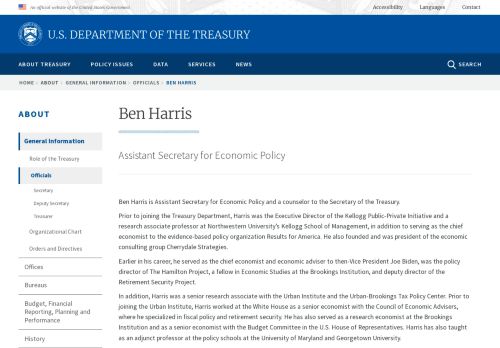 An official website of the United States Government
Accessibility
Languages
Contact
U.S. DEPARTMENT OF THE TREASURY
ABOUT TREASURY
POLICY ISSUES
DATA
SERVICES
NEWS
SEARCH
HOME › ABOUT › GENERAL INFORMATION › OFFICIALS › BEN HARRIS
ABOUT
General Information
Role of the Treasury
Officials
Secretary
Deputy Secretary
Treasurer
Organizational Chart
Orders and Directives
Offices
Bureaus
Budget, Financial
Reporting, Planning and
Performance
History
Ben Harris
Assistant Secretary for Economic Policy
Ben Harris is Assistant Secretary for Economic Policy and a counselor to the Secretary of the Treasury.
Prior to joining the Treasury Department, Harris was the Executive Director of the Kellogg Public-Private Initiative and a
research associate professor at Northwestern University's Kellogg School of Management, in addition to serving as the chief
economist to the evidence-based policy organization Results for America. He also founded and was president of the economic
consulting group Cherrydale Strategies.
Earlier in his career, he served as the chief economist and economic adviser to then-Vice President Joe Biden, was the policy
director of The Hamilton Project, a fellow in Economic Studies at the Brookings Institution, and deputy director of the
Retirement Security Project.
In addition, Harris was a senior research associate with the Urban Institute and the Urban-Brookings Tax Policy Center. Prior to
joining the Urban Institute, Harris worked at the White House as a senior economist with the Council of Economic Advisers,
where he specialized in fiscal policy and retirement security. He has also served as a research economist at the Brookings
Institution and as a senior economist with the Budget Committee in the U.S. House of Representatives. Harris has also taught
as an adjunct professor at the policy schools at the University of Maryland and Georgetown University.